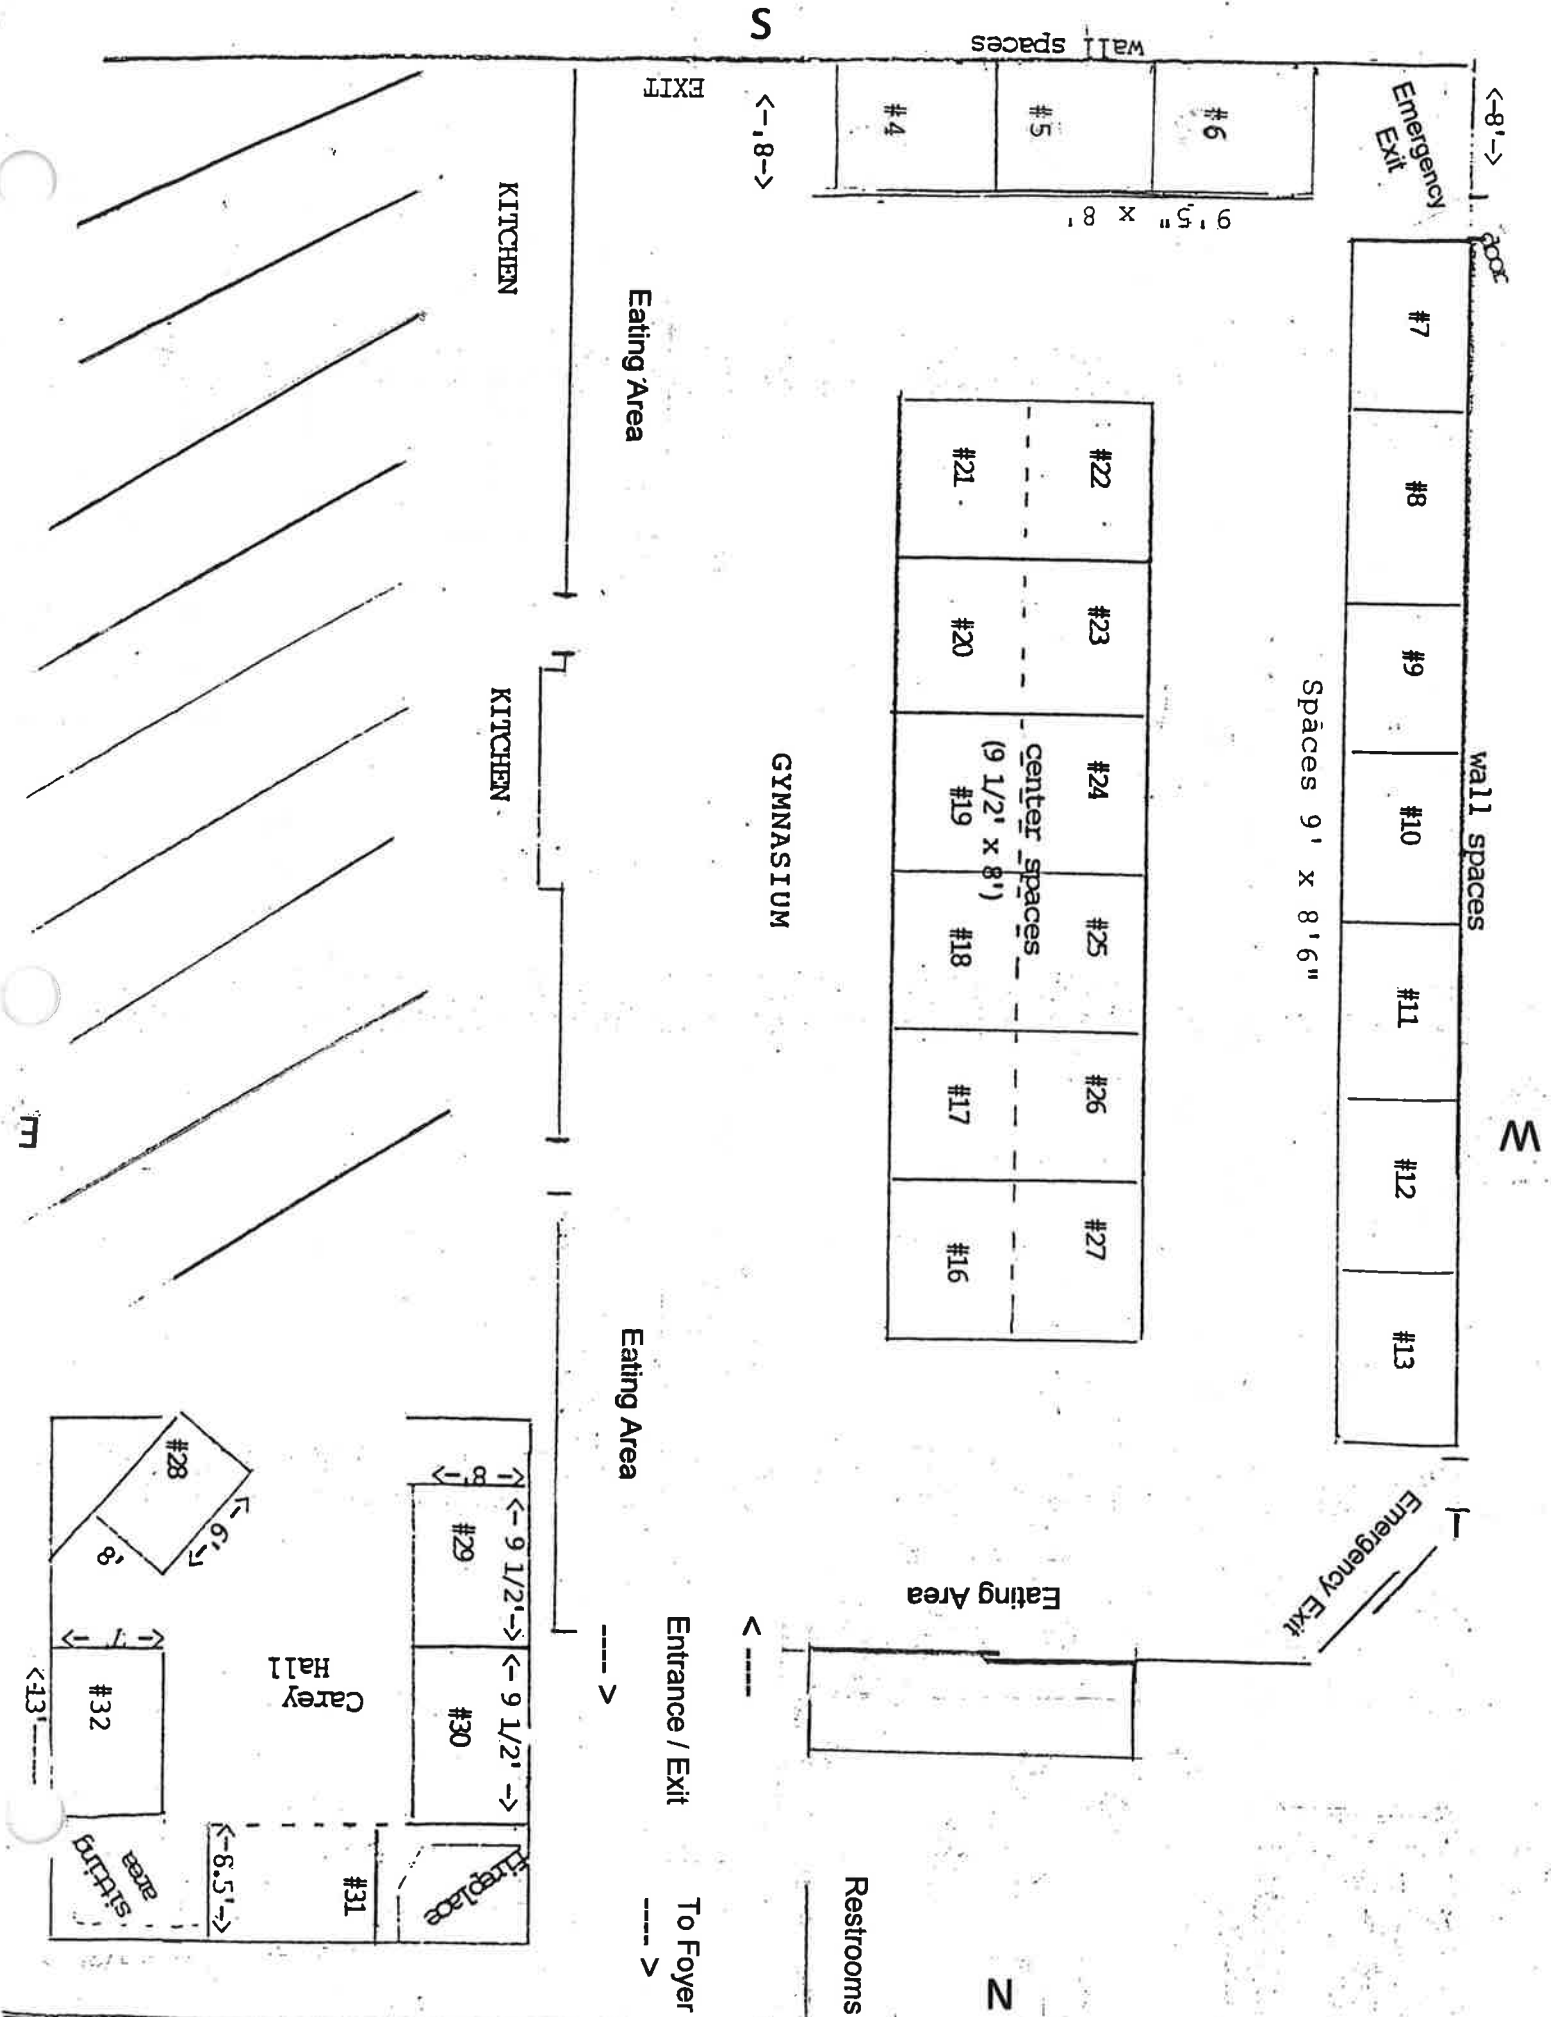 S
wall spaces
EXIT
<-,8->
#4
#5
#6
9'5" x 8'
Emergency
Exit
<-8'->
door
#7
#8
#9
#10
#11
#12
#13
wall spaces
Spaces 9' x 8'6"
W
KITCHEN
Eating Area
#22
#21
#23
#20
#24
#19
center spaces
(9 1/2' x 8')
#25
#18
#26
#17
#27
#16
GYMNASIUM
KITCHEN
E
Eating Area
Emergency Exit
Eating Area
<----
Entrance / Exit
---->
#28
6'
8'
<-8'->
#29
<- 9 1/2'->
#30
<- 9 1/2' ->
Carey
Hall
#32
<-13'----
#31
<-8.5'->
fireplace
sitting
area
To Foyer
---->
Restrooms
N